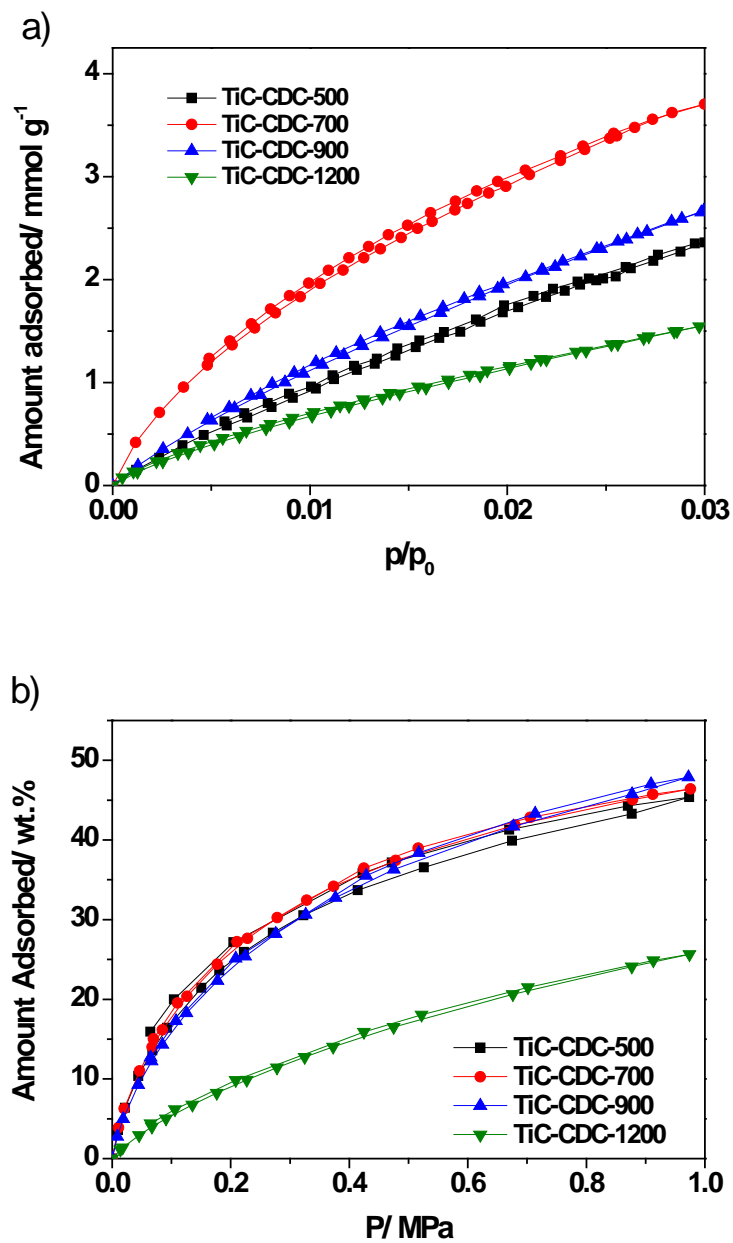 a)
4
3
2
1
0
0.00
0.01
0.02
0.03
Amount adsorbed/ mmol g⁻¹
p/p₀
TiC-CDC-500
TiC-CDC-700
TiC-CDC-900
TiC-CDC-1200
b)
50
40
30
20
10
0
0.0
0.2
0.4
0.6
0.8
1.0
Amount Adsorbed/ wt.%
P/ MPa
TiC-CDC-500
TiC-CDC-700
TiC-CDC-900
TiC-CDC-1200